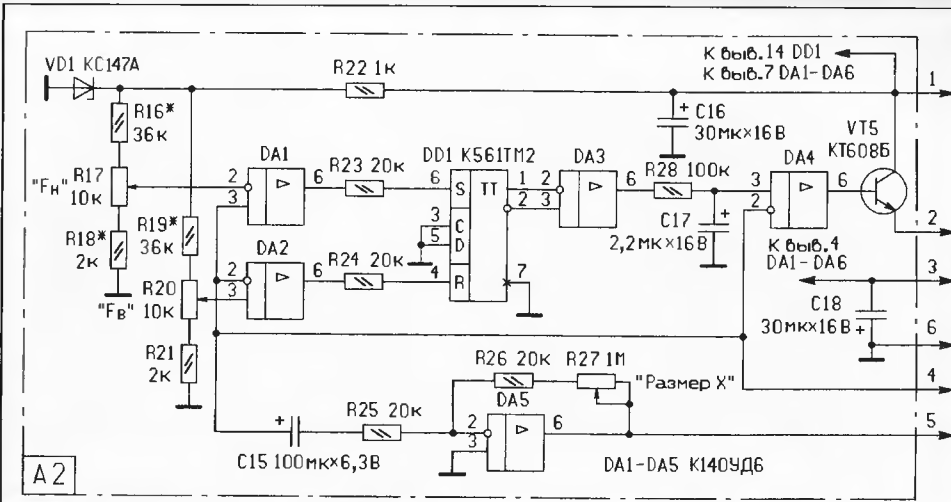 VD1 КС147А
R22 1к
К выв.14 DD1
К выв.7 DA1-DA6
1
R16*
36к
C16
30мк×16В
VT5
КТ608Б
DA1
R23 20к
DD1 К561ТМ2
DA3
R28 100к
DA4
"Fн"
R17
10к
2
3
6
6
S
TT
1
2
2
3
6
3
2
6
R18*
2к
R19*
36к
3
5
C
D
C17
2,2мк×16В
2
DA2
R24 20к
К выв.4
DA1-DA6
3
2
3
6
4
R
7
"Fв"
R20
10к
C18
30мк×16В
6
R21
2к
R26 20к
R27 1М
"Размер X"
4
R25 20к
DA5
2
3
6
5
C15 100мк×6,3В
DA1-DA5 К140УД6
A2